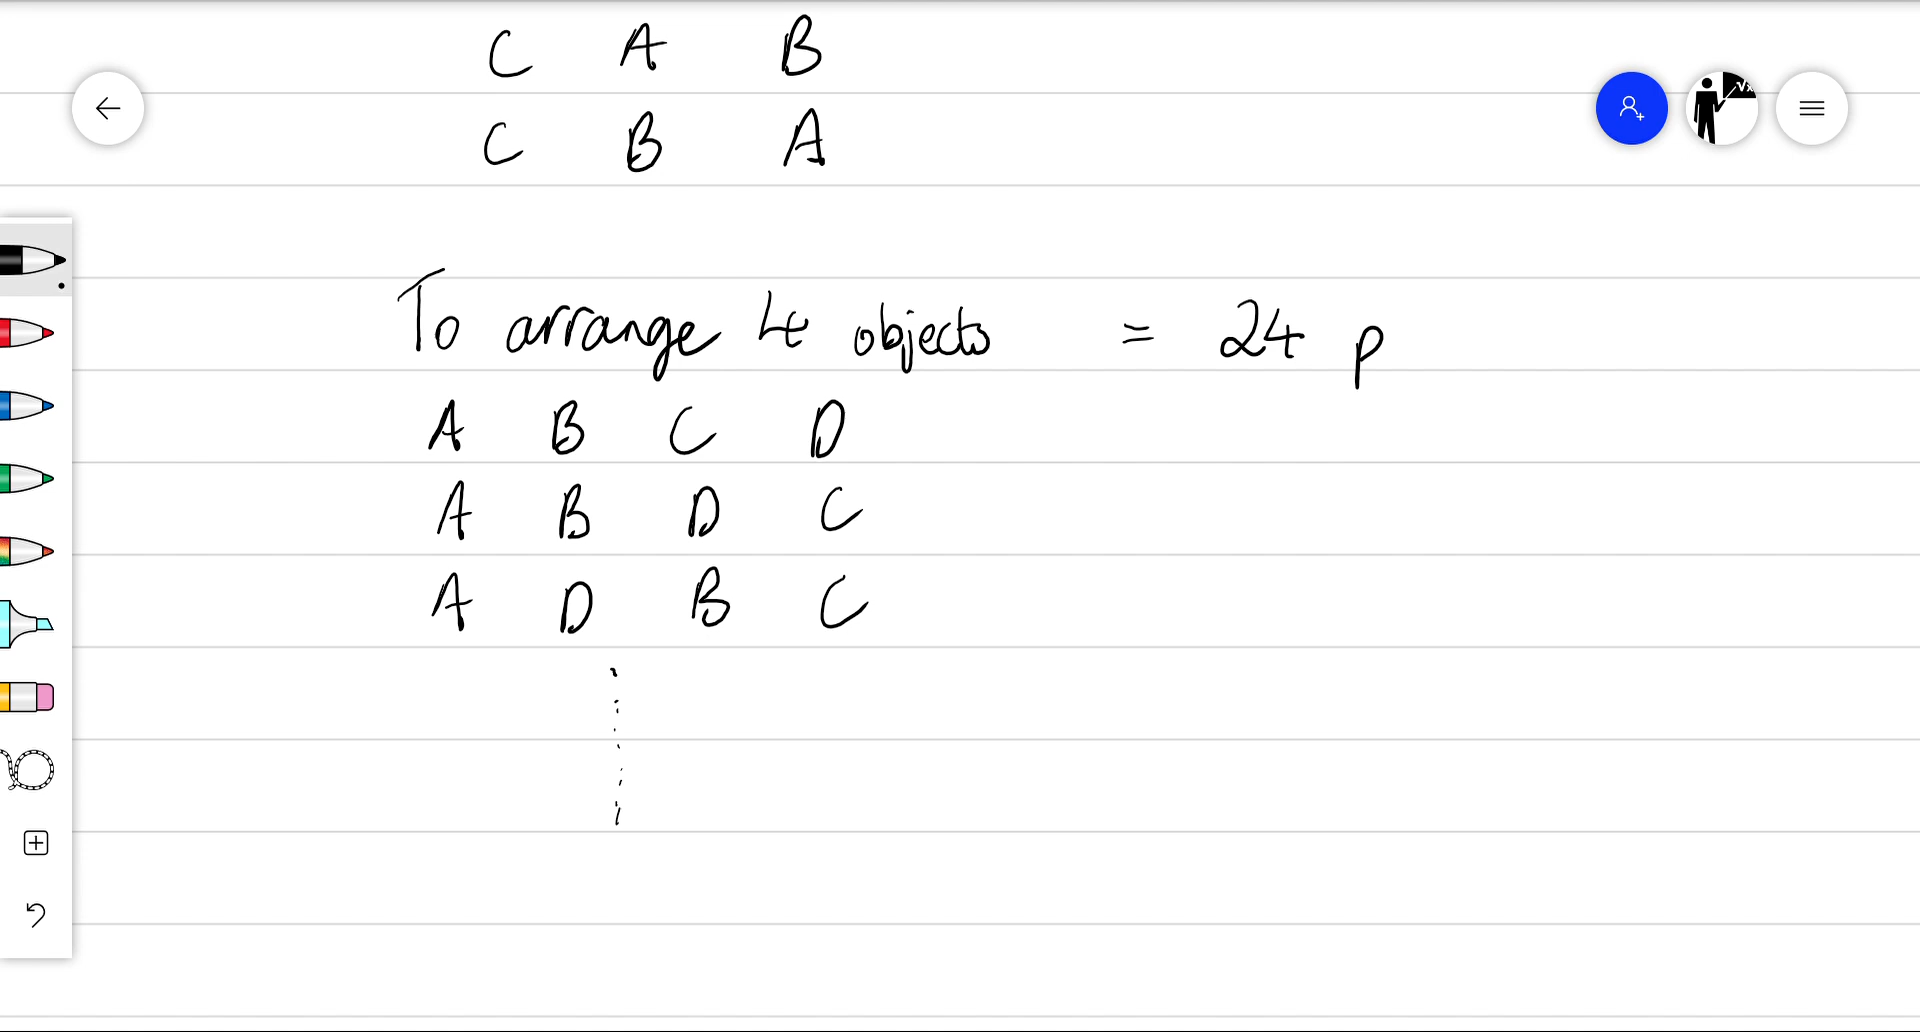 C A B
C B A
To arrange 4 objects = 24 p
A B C D
A B D C
A D B C